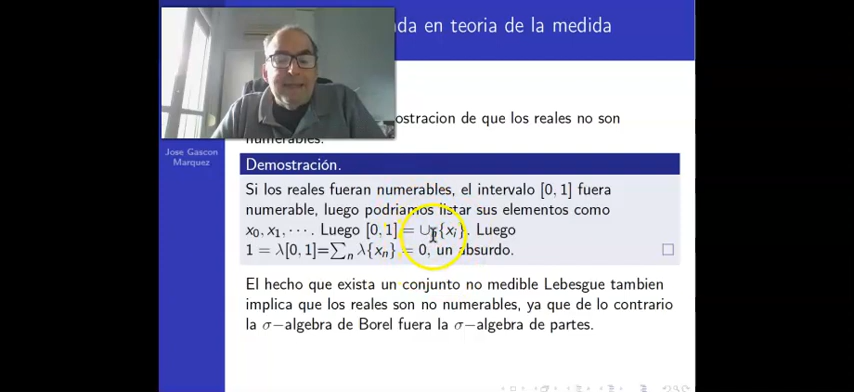 da en teoria de la medida
mostracion de que los reales no son
numerables.
Jose Gascon
Marquez
Demostración.
Si los reales fueran numerables, el intervalo [0, 1] fuera
numerable, luego podriamos listar sus elementos como
x₀, x₁, ⋯. Luego [0, 1] = ∪ᵢ{xᵢ}. Luego
1 = λ[0, 1]=∑ₙ λ{xₙ} = 0, un absurdo.
El hecho que exista un conjunto no medible Lebesgue tambien
implica que los reales son no numerables, ya que de lo contrario
la σ−algebra de Borel fuera la σ−algebra de partes.